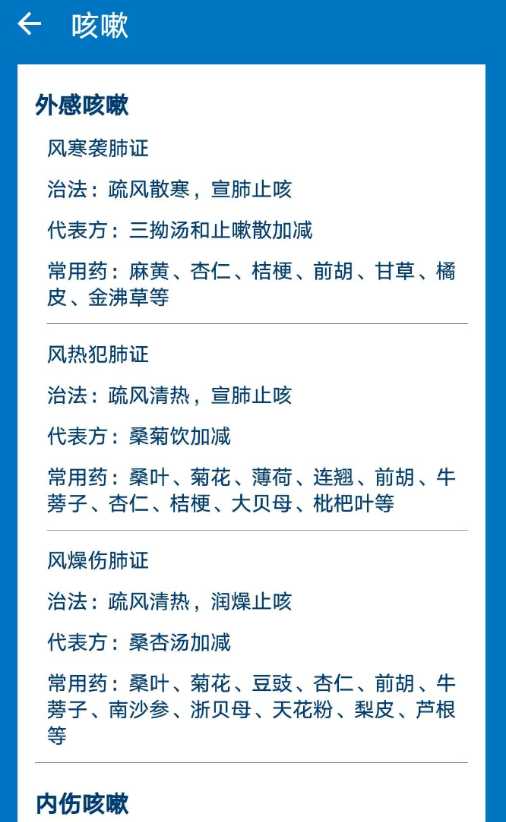 咳嗽
外感咳嗽
风寒袭肺证
治法：疏风散寒，宣肺止咳
代表方：三拗汤和止嗽散加减
常用药：麻黄、杏仁、桔梗、前胡、甘草、橘
皮、金沸草等
风热犯肺证
治法：疏风清热，宣肺止咳
代表方：桑菊饮加减
常用药：桑叶、菊花、薄荷、连翘、前胡、牛
蒡子、杏仁、桔梗、大贝母、枇杷叶等
风燥伤肺证
治法：疏风清热，润燥止咳
代表方：桑杏汤加减
常用药：桑叶、菊花、豆豉、杏仁、前胡、牛
蒡子、南沙参、浙贝母、天花粉、梨皮、芦根
等
内伤咳嗽